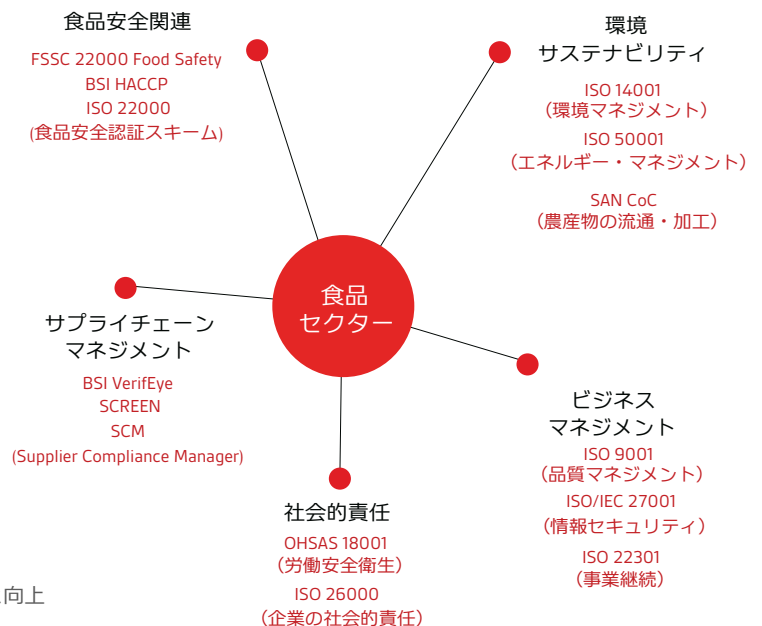 食品安全関連
FSSC 22000 Food Safety
BSI HACCP
ISO 22000
(食品安全認証スキーム)
環境
サステナビリティ
ISO 14001
（環境マネジメント）
ISO 50001
（エネルギー・マネジメント）
SAN CoC
（農産物の流通・加工）
食品
セクター
サプライチェーン
マネジメント
BSI VerifEye
SCREEN
SCM
(Supplier Compliance Manager)
ビジネス
マネジメント
ISO 9001
（品質マネジメント）
ISO/IEC 27001
（情報セキュリティ）
ISO 22301
（事業継続）
社会的責任
OHSAS 18001
（労働安全衛生）
ISO 26000
（企業の社会的責任）
向上